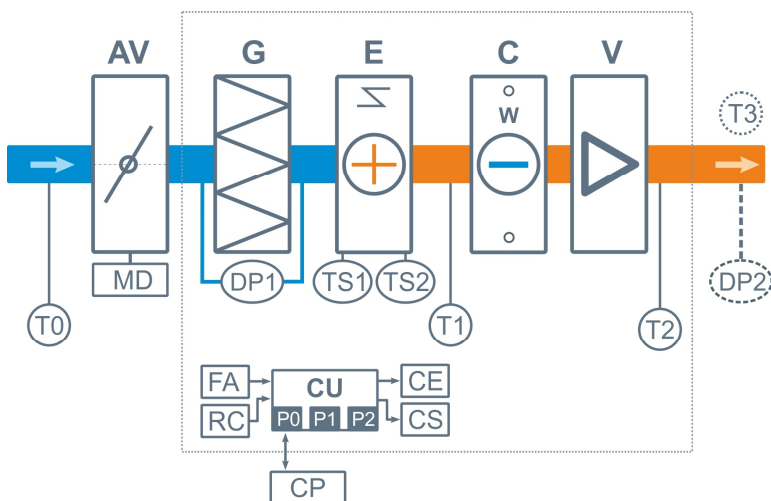 AV G E C V
W
T3
MD
DP1
TS1
TS2
DP2
T0
T1
T2
FA
CU
CE
RC
P0 P1 P2
CS
CP